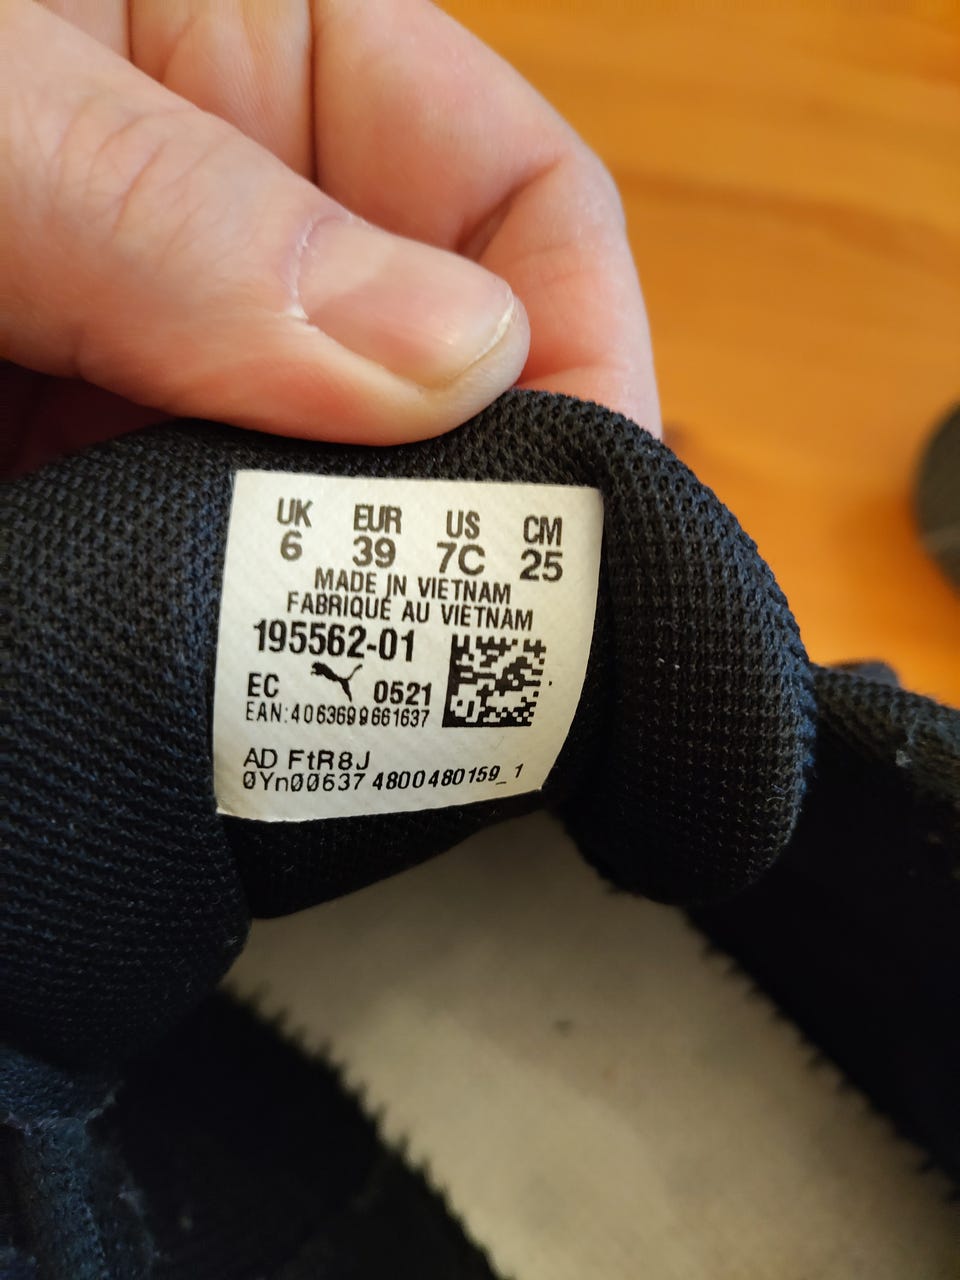 UK EUR US CM
6 39 7C 25
MADE IN VIETNAM
FABRIQUÉ AU VIETNAM
195562-01
EC 0521
EAN:4063699661637
AD FtR8J
0Yn00637 4800480159_1